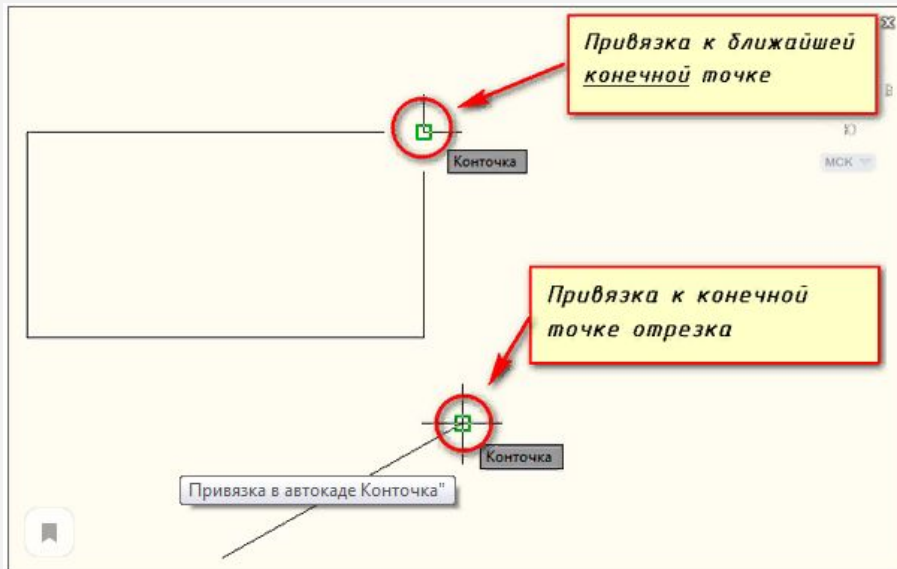 Привязка к ближайшей
конечной точке
В
Ю
МСК
Конточка
Привязка к конечной
точке отрезка
Конточка
Привязка в автокаде Конточка"